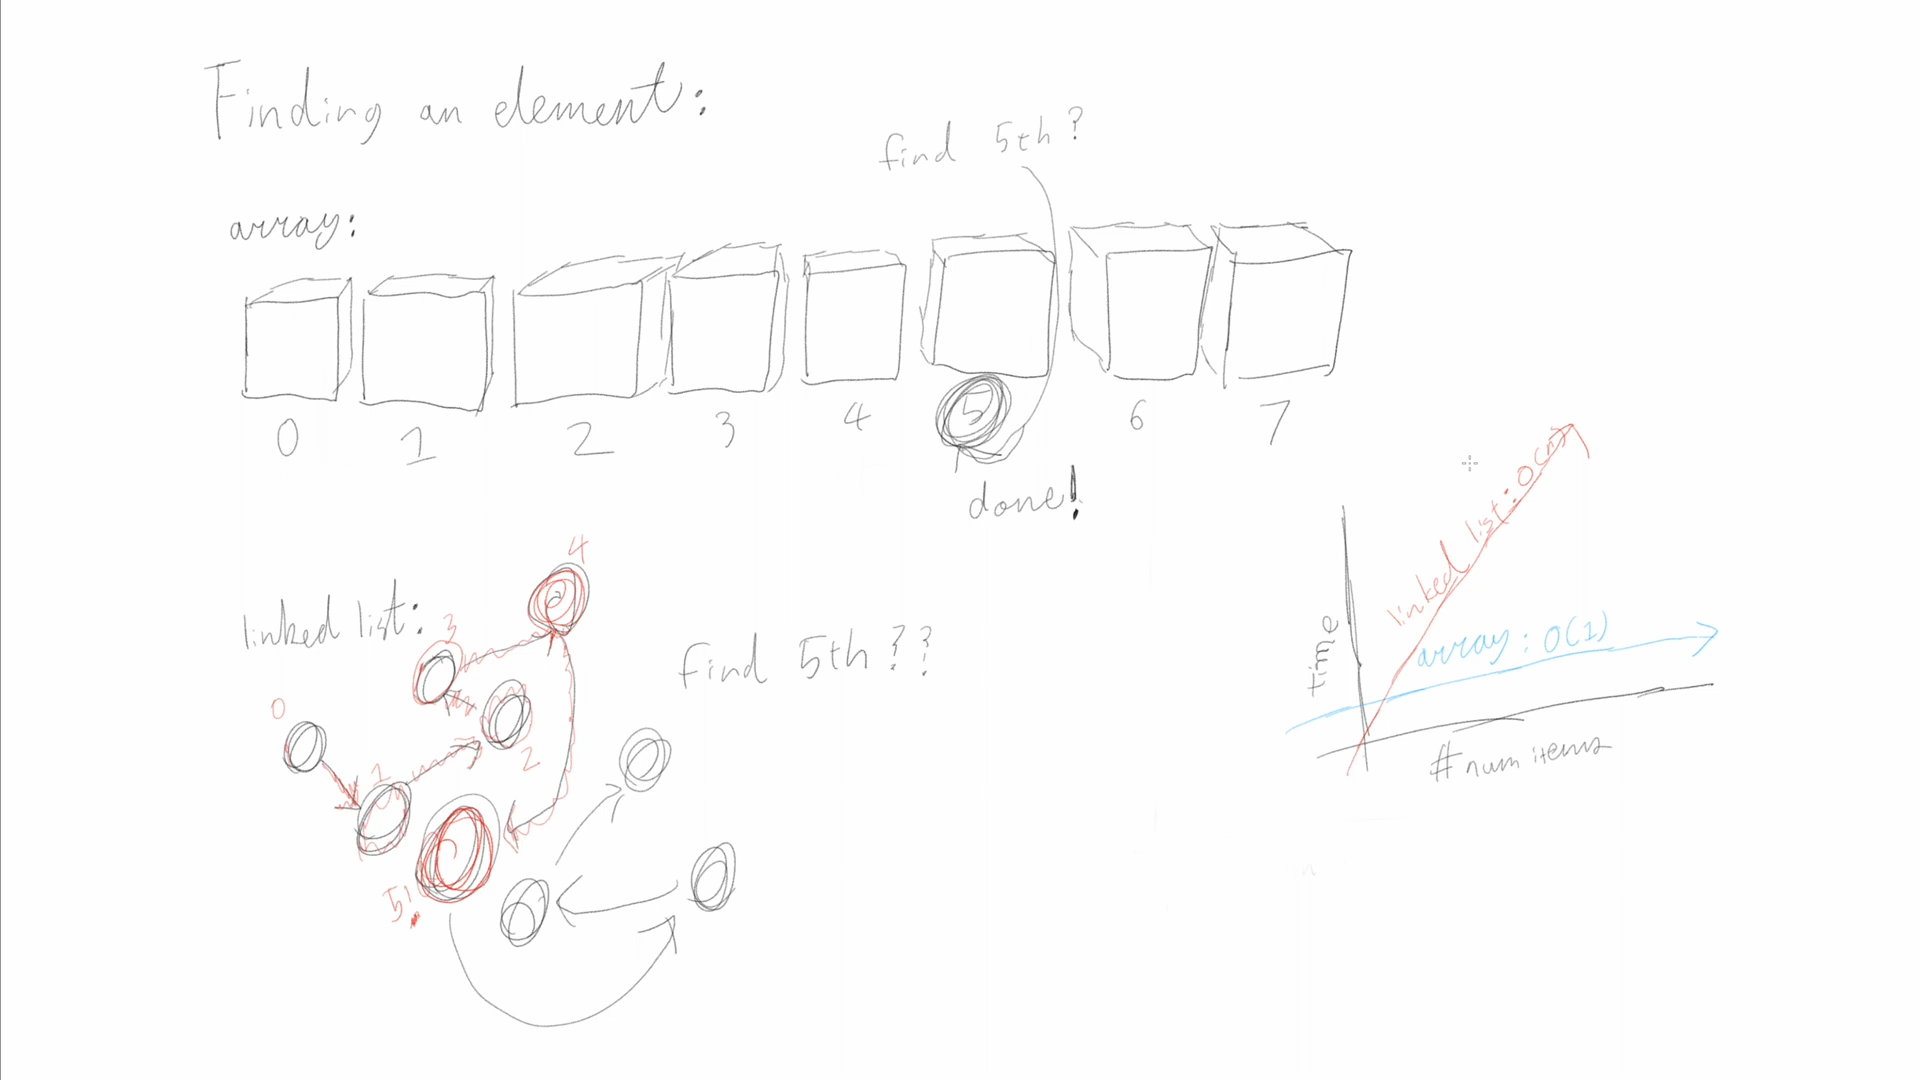 Finding an element:
find 5th?
array:
0 1 2 3 4 5 6 7
done!
linked list:
0
1
2
3
4
5!
find 5th??
Time
linked list: O(n)
array: O(1)
# num items